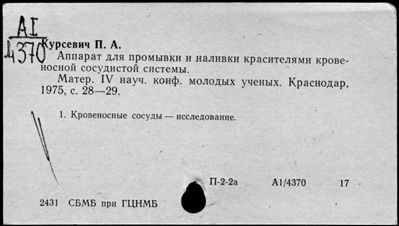 AI
4370
Курсевич П. А.
Аппарат для промывки и наливки красителями крове-
носной сосудистой системы.
Матер. IV науч. конф. молодых ученых. Краснодар,
1975, с. 28—29.
1. Кровеносные сосуды — исследование.
П-2-2а А1/4370 17
2431 СБМБ при ГЦНМБ